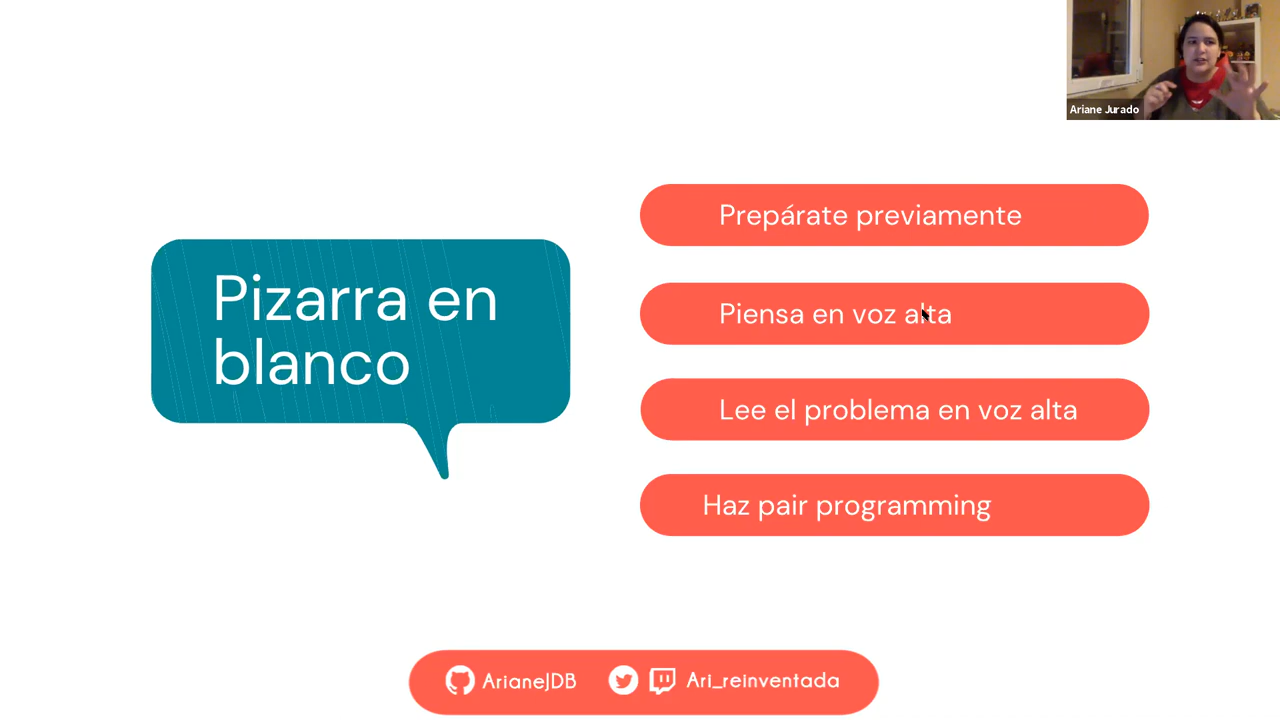 Ariane Jurado
Pizarra en
blanco
Prepárate previamente
Piensa en voz alta
Lee el problema en voz alta
Haz pair programming
ArianeJDB
Ari_reinventada